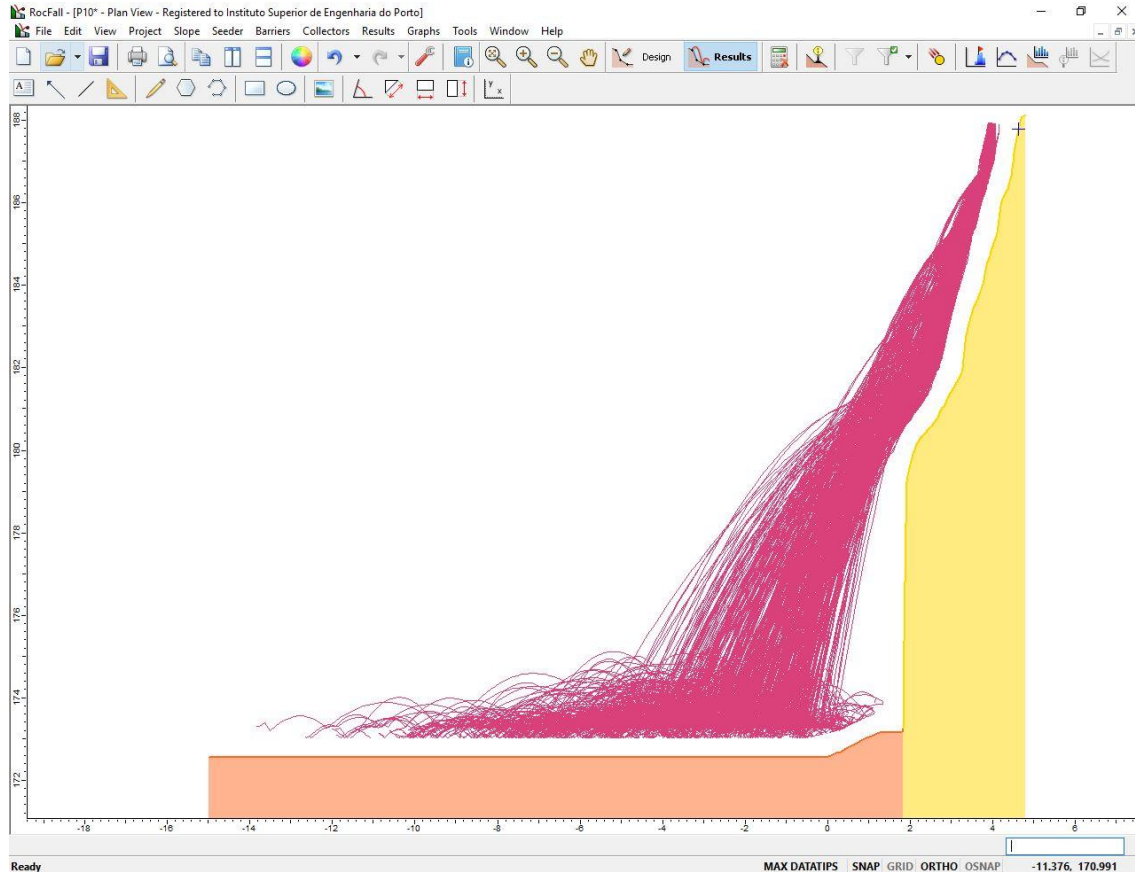 RocFall - [P10* - Plan View - Registered to Instituto Superior de Engenharia do Porto]
File Edit View Project Slope Seeder Barriers Collectors Results Graphs Tools Window Help
Design Results
A
y x
188
186
184
182
180
178
176
174
172
-18 -16 -14 -12 -10 -8 -6 -4 -2 0 2 4 6
Ready MAX DATATIPS SNAP GRID ORTHO OSNAP -11.376, 170.991